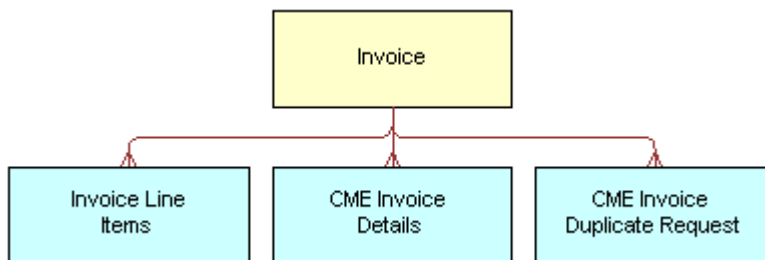 Invoice
Invoice Line
Items
CME Invoice
Details
CME Invoice
Duplicate Request